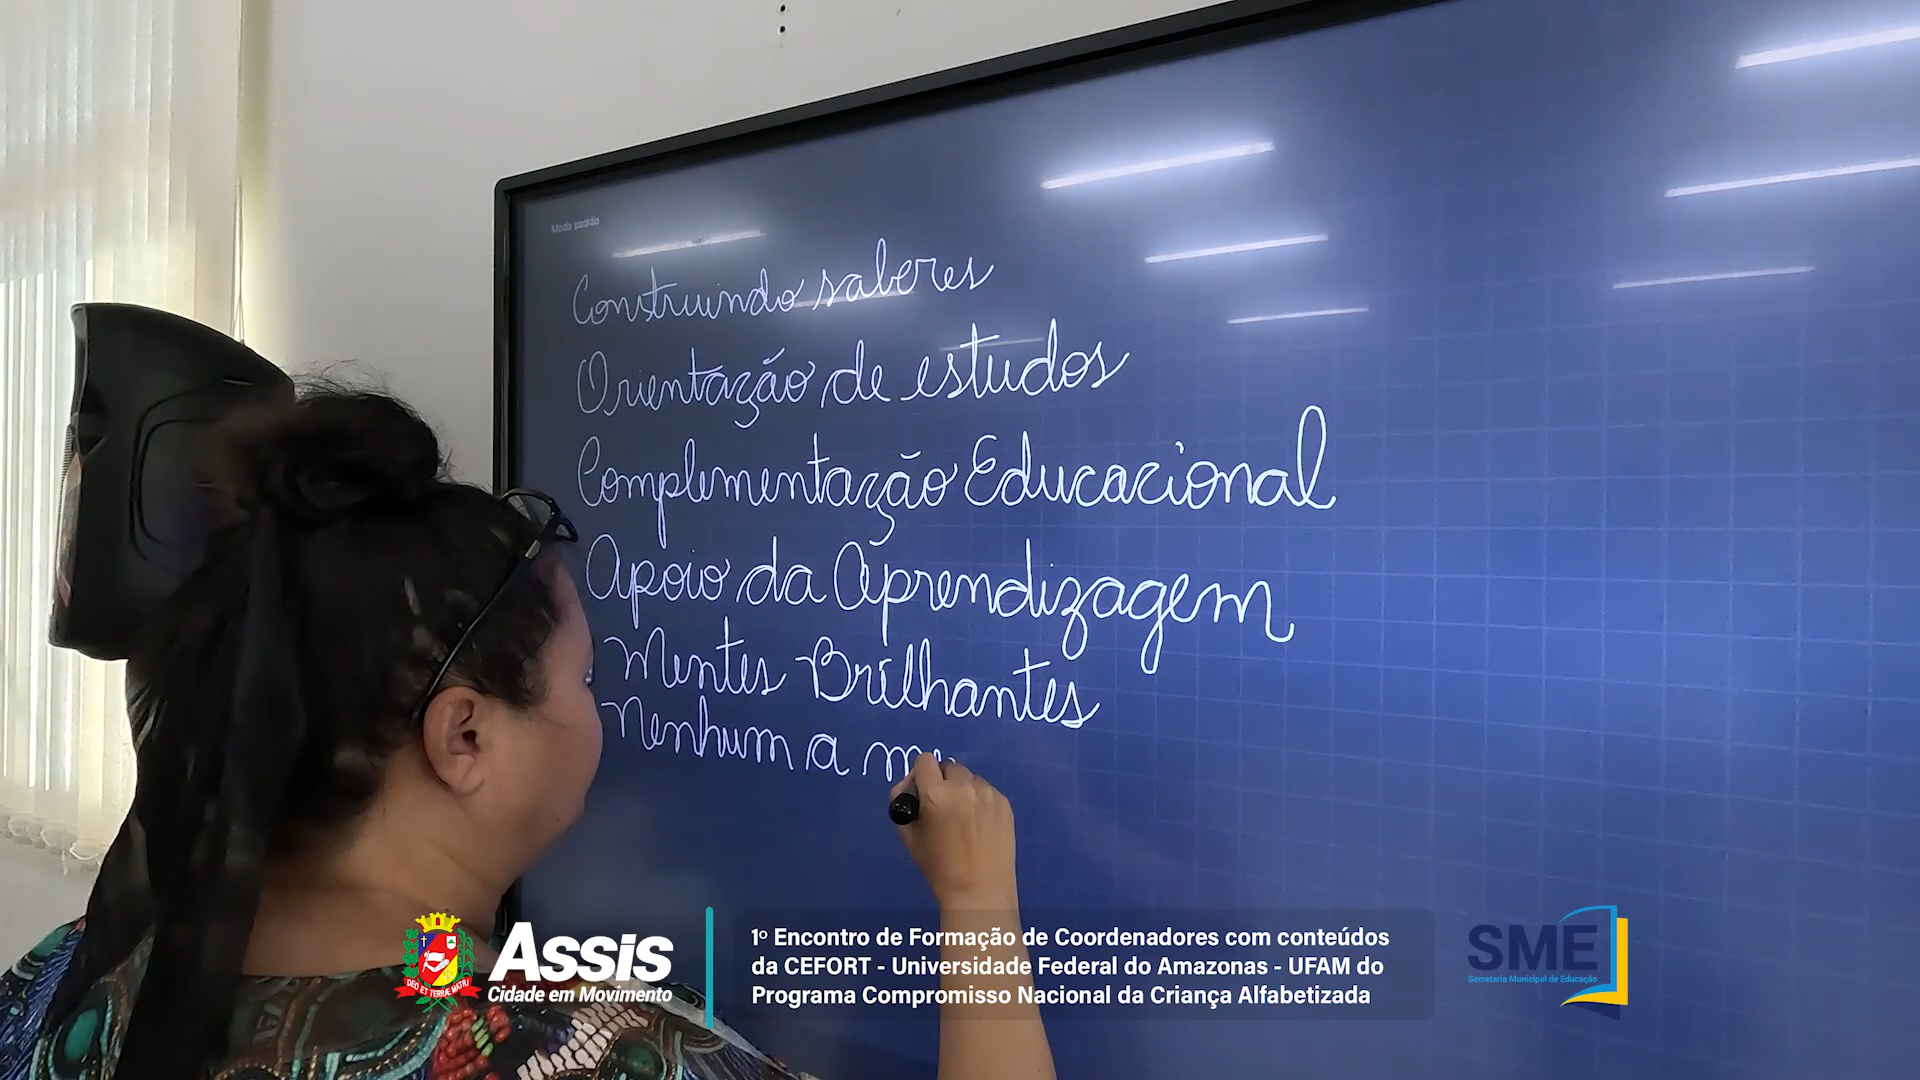 Modo padrão
Construindo saberes
Orientação de estudos
Complementação Educacional
Apoio da Aprendizagem
Mentes Brilhantes
Nenhum a
DEO ET TERRÆ MATRI
Assis
Cidade em Movimento
1º Encontro de Formação de Coordenadores com conteúdos
da CEFORT - Universidade Federal do Amazonas - UFAM do
Programa Compromisso Nacional da Criança Alfabetizada
SME
Secretaria Municipal de Educação